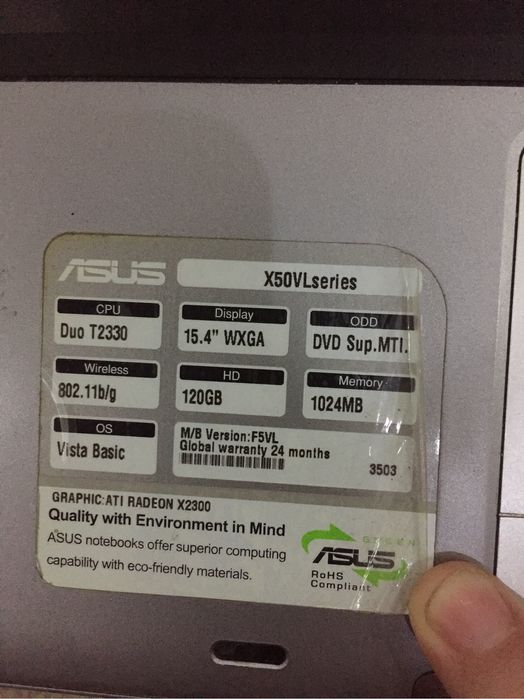 ASUS
X50VLseries
CPU
Duo T2330
Display
15.4" WXGA
ODD
DVD Sup.MTI.
Wireless
802.11b/g
HD
120GB
Memory
1024MB
OS
Vista Basic
M/B Version:F5VL
Global warranty 24 months
3503
GRAPHIC:ATI RADEON X2300
Quality with Environment in Mind
ASUS notebooks offer superior computing
capability with eco-friendly materials.
GREEN
ASUS
RoHS
Compliant